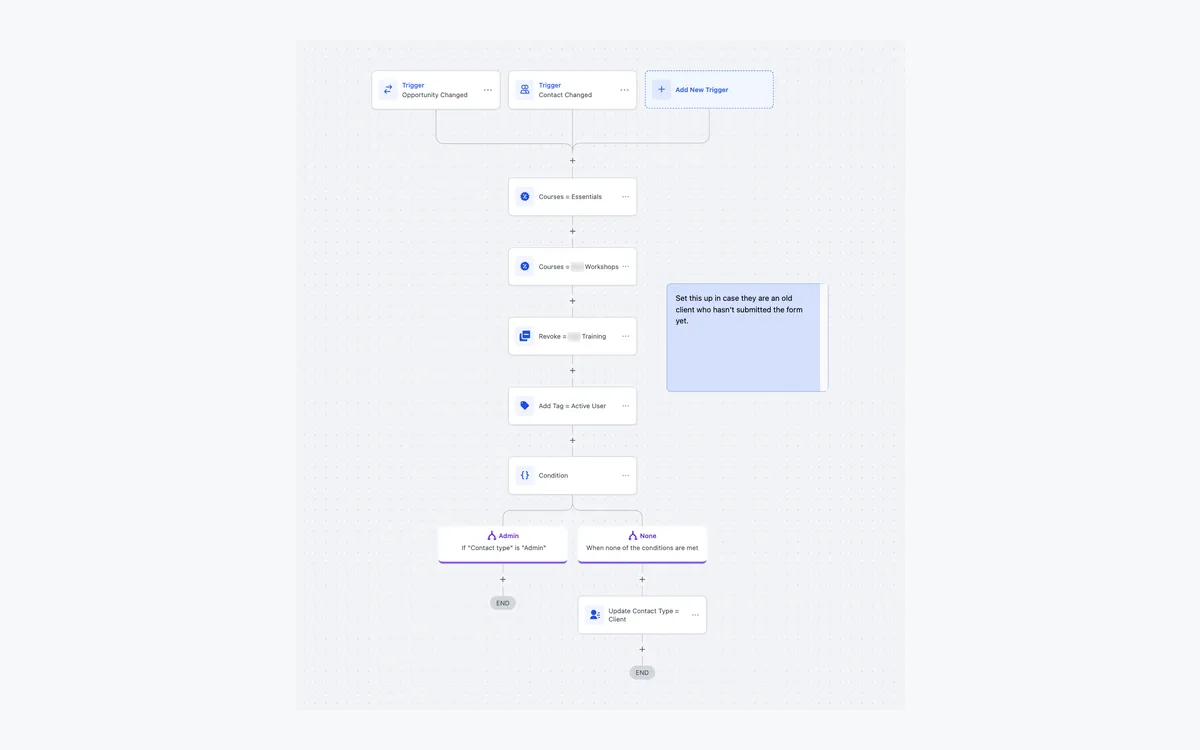 Trigger
Opportunity Changed
Trigger
Contact Changed
Add New Trigger
Courses = Essentials
Courses = Workshops
Revoke = Training
Set this up in case they are an old
client who hasn't submitted the form
yet.
Add Tag = Active User
Condition
Admin
If "Contact type" is "Admin"
None
When none of the conditions are met
END
Update Contact Type =
Client
END